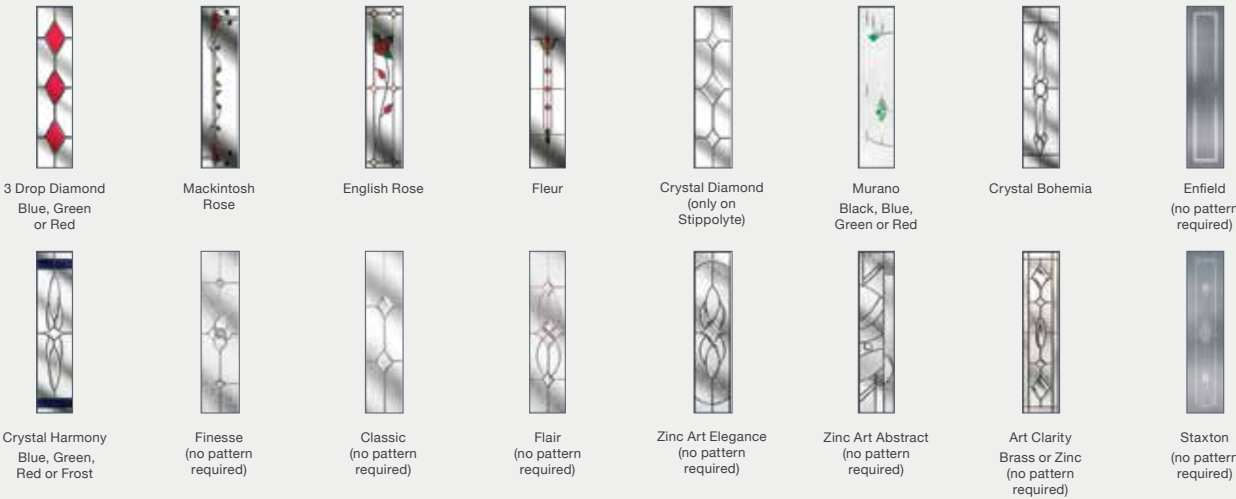 3 Drop Diamond
Blue, Green
or Red
Mackintosh
Rose
English Rose
Fleur
Crystal Diamond
(only on
Stippolyte)
Murano
Black, Blue,
Green or Red
Crystal Bohemia
Enfield
(no pattern
required)
Crystal Harmony
Blue, Green,
Red or Frost
Finesse
(no pattern
required)
Classic
(no pattern
required)
Flair
(no pattern
required)
Zinc Art Elegance
(no pattern
required)
Zinc Art Abstract
(no pattern
required)
Art Clarity
Brass or Zinc
(no pattern
required)
Staxton
(no pattern
required)